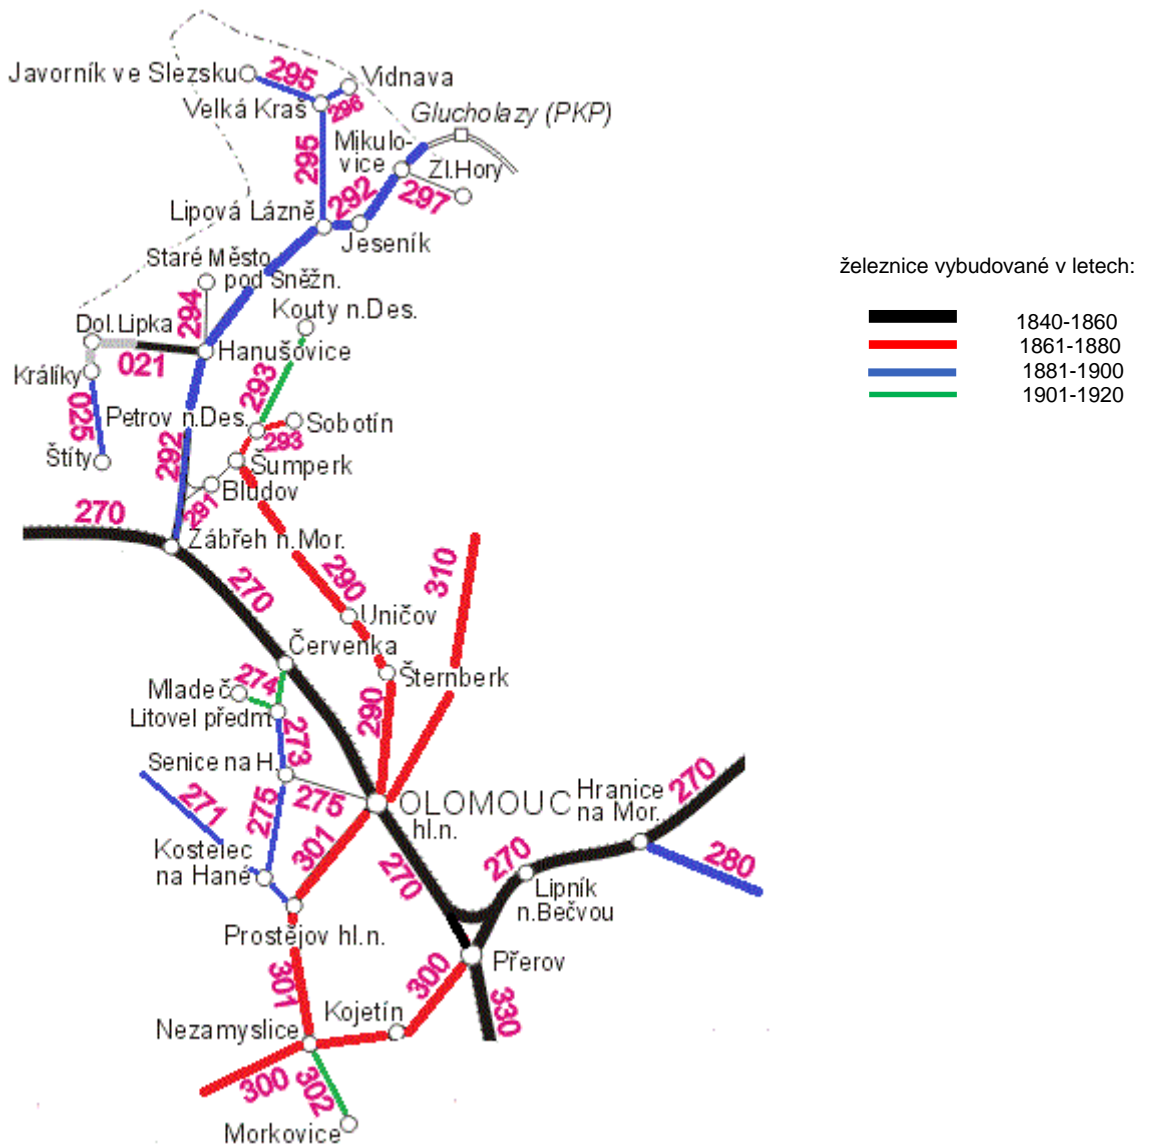 Javorník ve Slezsku
295
Vidnava
Velká Kraš
296
Glucholazy (PKP)
295
Mikulo-
vice
Zl.Hory
292
297
Lipová Lázně
Jeseník
Staré Město
pod Sněžn.
294
Kouty n.Des.
Dol.Lipka
021
Hanušovice
Králíky
025
293
Petrov n.Des.
Sobotín
293
Štíty
292
Šumperk
Bludov
291
270
Zábřeh n.Mor.
290
310
270
Uničov
Červenka
274
Šternberk
Mladeč
290
Litovel předm.
273
Senice na H.
275
271
275
OLOMOUC
hl.n.
Hranice
na Mor.
270
301
Kostelec
na Hané
270
270
280
Lipník
n.Bečvou
Prostějov hl.n.
Přerov
301
300
330
Kojetín
Nezamyslice
300
302
Morkovice
železnice vybudované v letech:
1840-1860
1861-1880
1881-1900
1901-1920